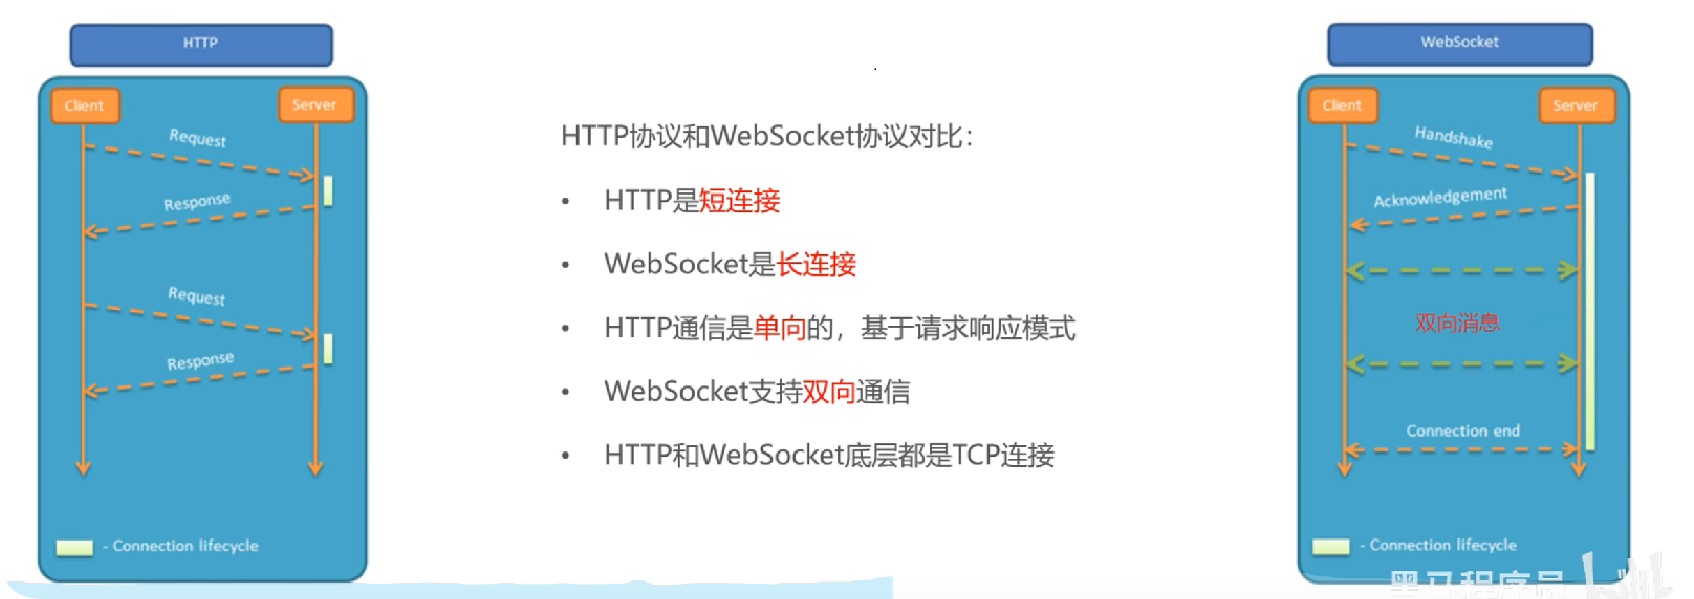 HTTP
Client
Server
Request
Response
Request
Response
- Connection lifecycle
HTTP协议和WebSocket协议对比：
• HTTP是短连接
• WebSocket是长连接
• HTTP通信是单向的，基于请求响应模式
• WebSocket支持双向通信
• HTTP和WebSocket底层都是TCP连接
WebSocket
Client
Server
Handshake
Acknowledgement
双向消息
Connection end
- Connection lifecycle
黑马程序员